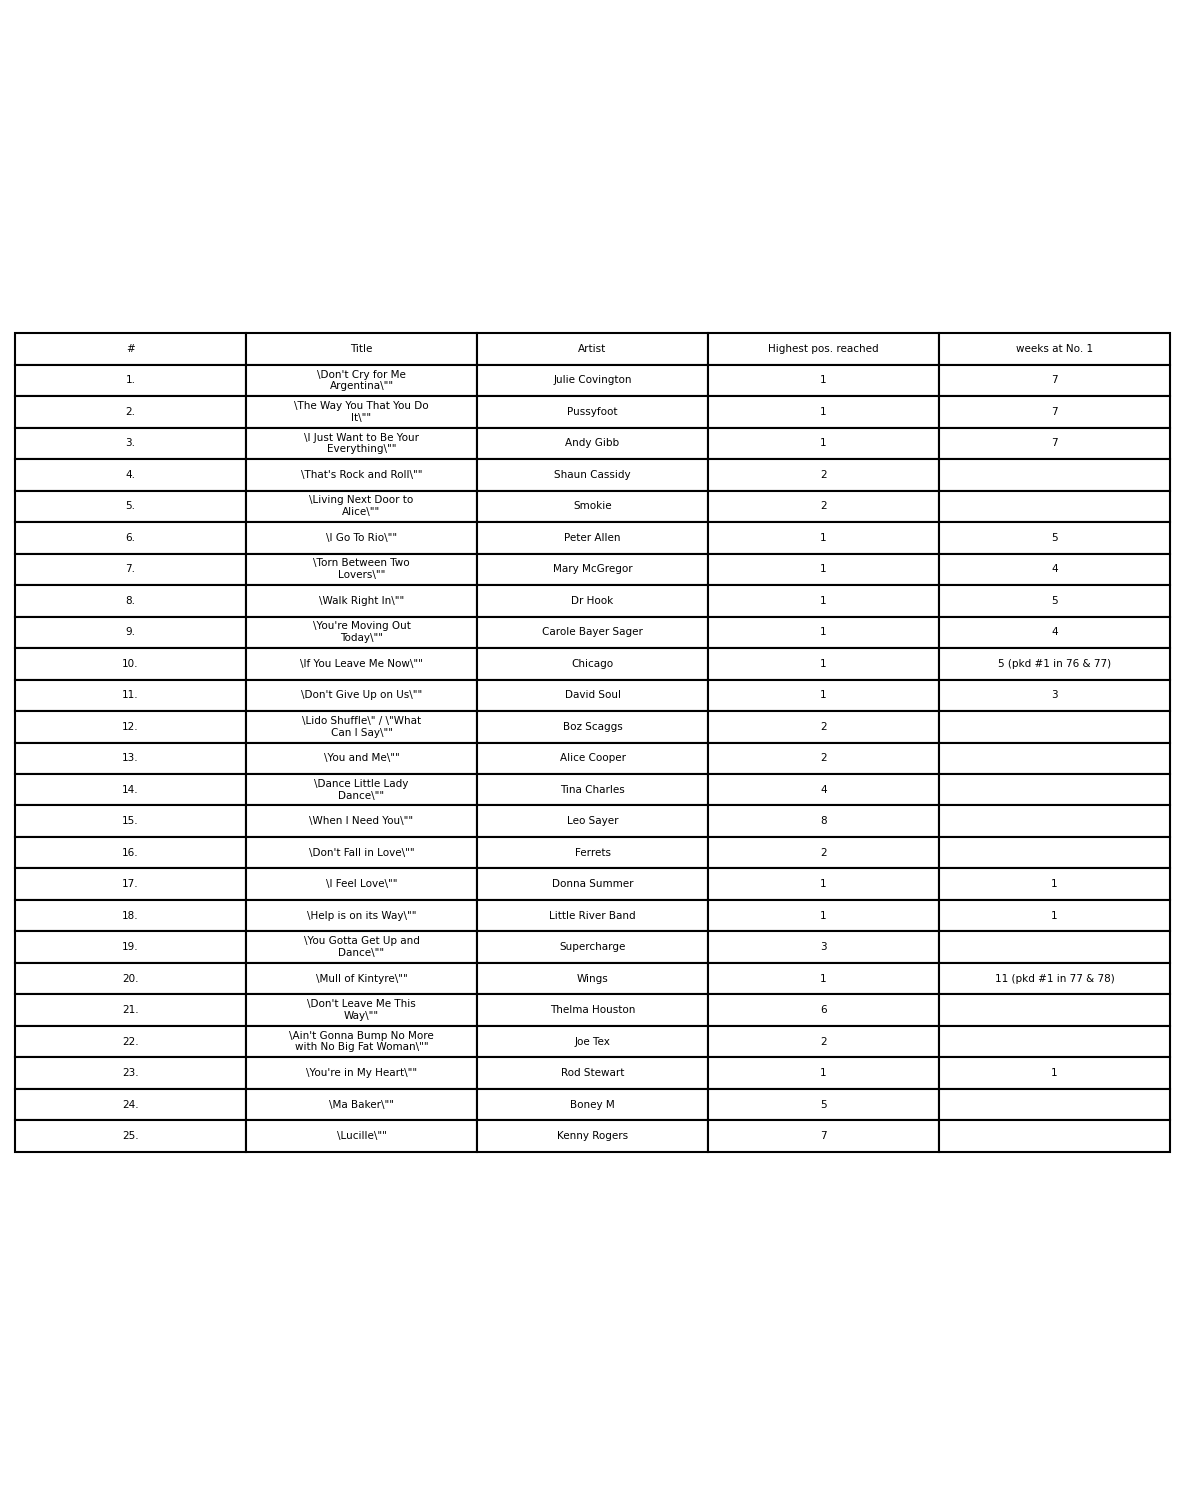 # Title Artist Highest pos. reached weeks at No. 1
1. \Don't Cry for Me Argentina\"" Julie Covington 1 7
2. \The Way You That You Do It\"" Pussyfoot 1 7
3. \I Just Want to Be Your Everything\"" Andy Gibb 1 7
4. \That's Rock and Roll\"" Shaun Cassidy 2
5. \Living Next Door to Alice\"" Smokie 2
6. \I Go To Rio\"" Peter Allen 1 5
7. \Torn Between Two Lovers\"" Mary McGregor 1 4
8. \Walk Right In\"" Dr Hook 1 5
9. \You're Moving Out Today\"" Carole Bayer Sager 1 4
10. \If You Leave Me Now\"" Chicago 1 5 (pkd #1 in 76 & 77)
11. \Don't Give Up on Us\"" David Soul 1 3
12. \Lido Shuffle\" / \"What Can I Say\"" Boz Scaggs 2
13. \You and Me\"" Alice Cooper 2
14. \Dance Little Lady Dance\"" Tina Charles 4
15. \When I Need You\"" Leo Sayer 8
16. \Don't Fall in Love\"" Ferrets 2
17. \I Feel Love\"" Donna Summer 1 1
18. \Help is on its Way\"" Little River Band 1 1
19. \You Gotta Get Up and Dance\"" Supercharge 3
20. \Mull of Kintyre\"" Wings 1 11 (pkd #1 in 77 & 78)
21. \Don't Leave Me This Way\"" Thelma Houston 6
22. \Ain't Gonna Bump No More with No Big Fat Woman\"" Joe Tex 2
23. \You're in My Heart\"" Rod Stewart 1 1
24. \Ma Baker\"" Boney M 5
25. \Lucille\"" Kenny Rogers 7